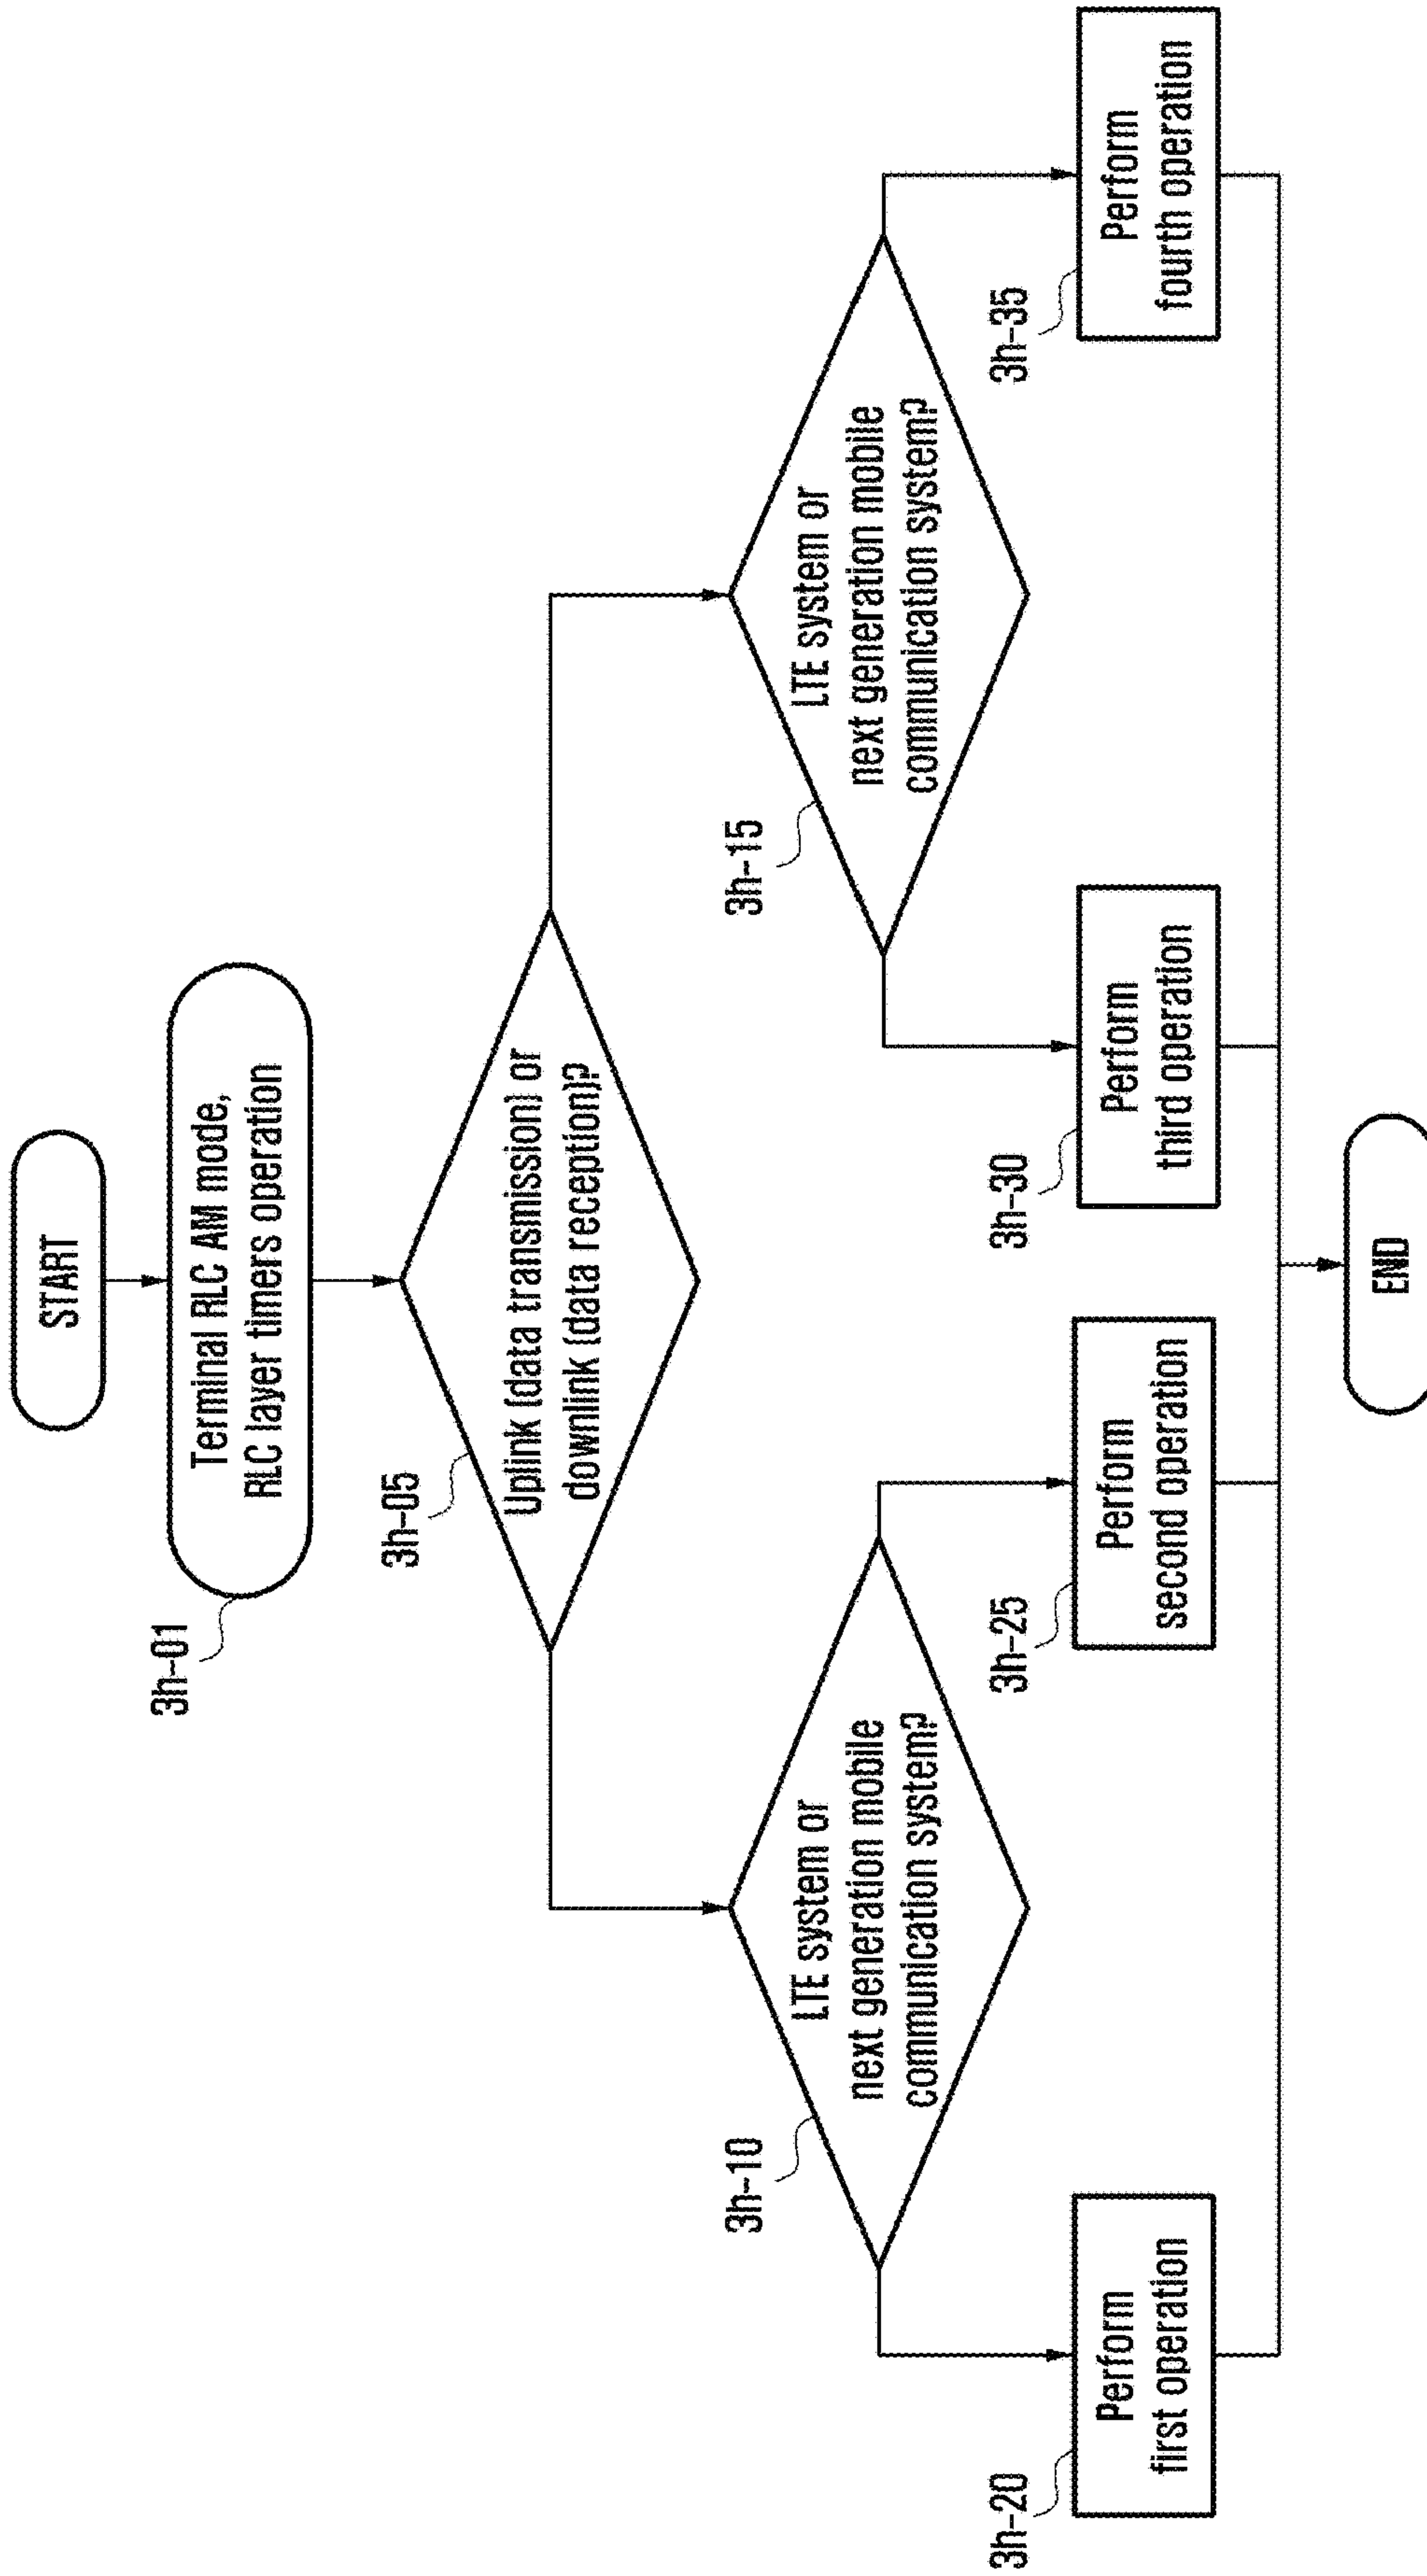 START
3h-01
Terminal RLC AM mode,
RLC layer timers operation
3h-05
Uplink (data transmission) or
downlink (data reception)?
3h-10
LTE system or
next generation mobile
communication system?
3h-15
LTE system or
next generation mobile
communication system?
3h-20
Perform
first operation
3h-25
Perform
second operation
3h-30
Perform
third operation
3h-35
Perform
fourth operation
END